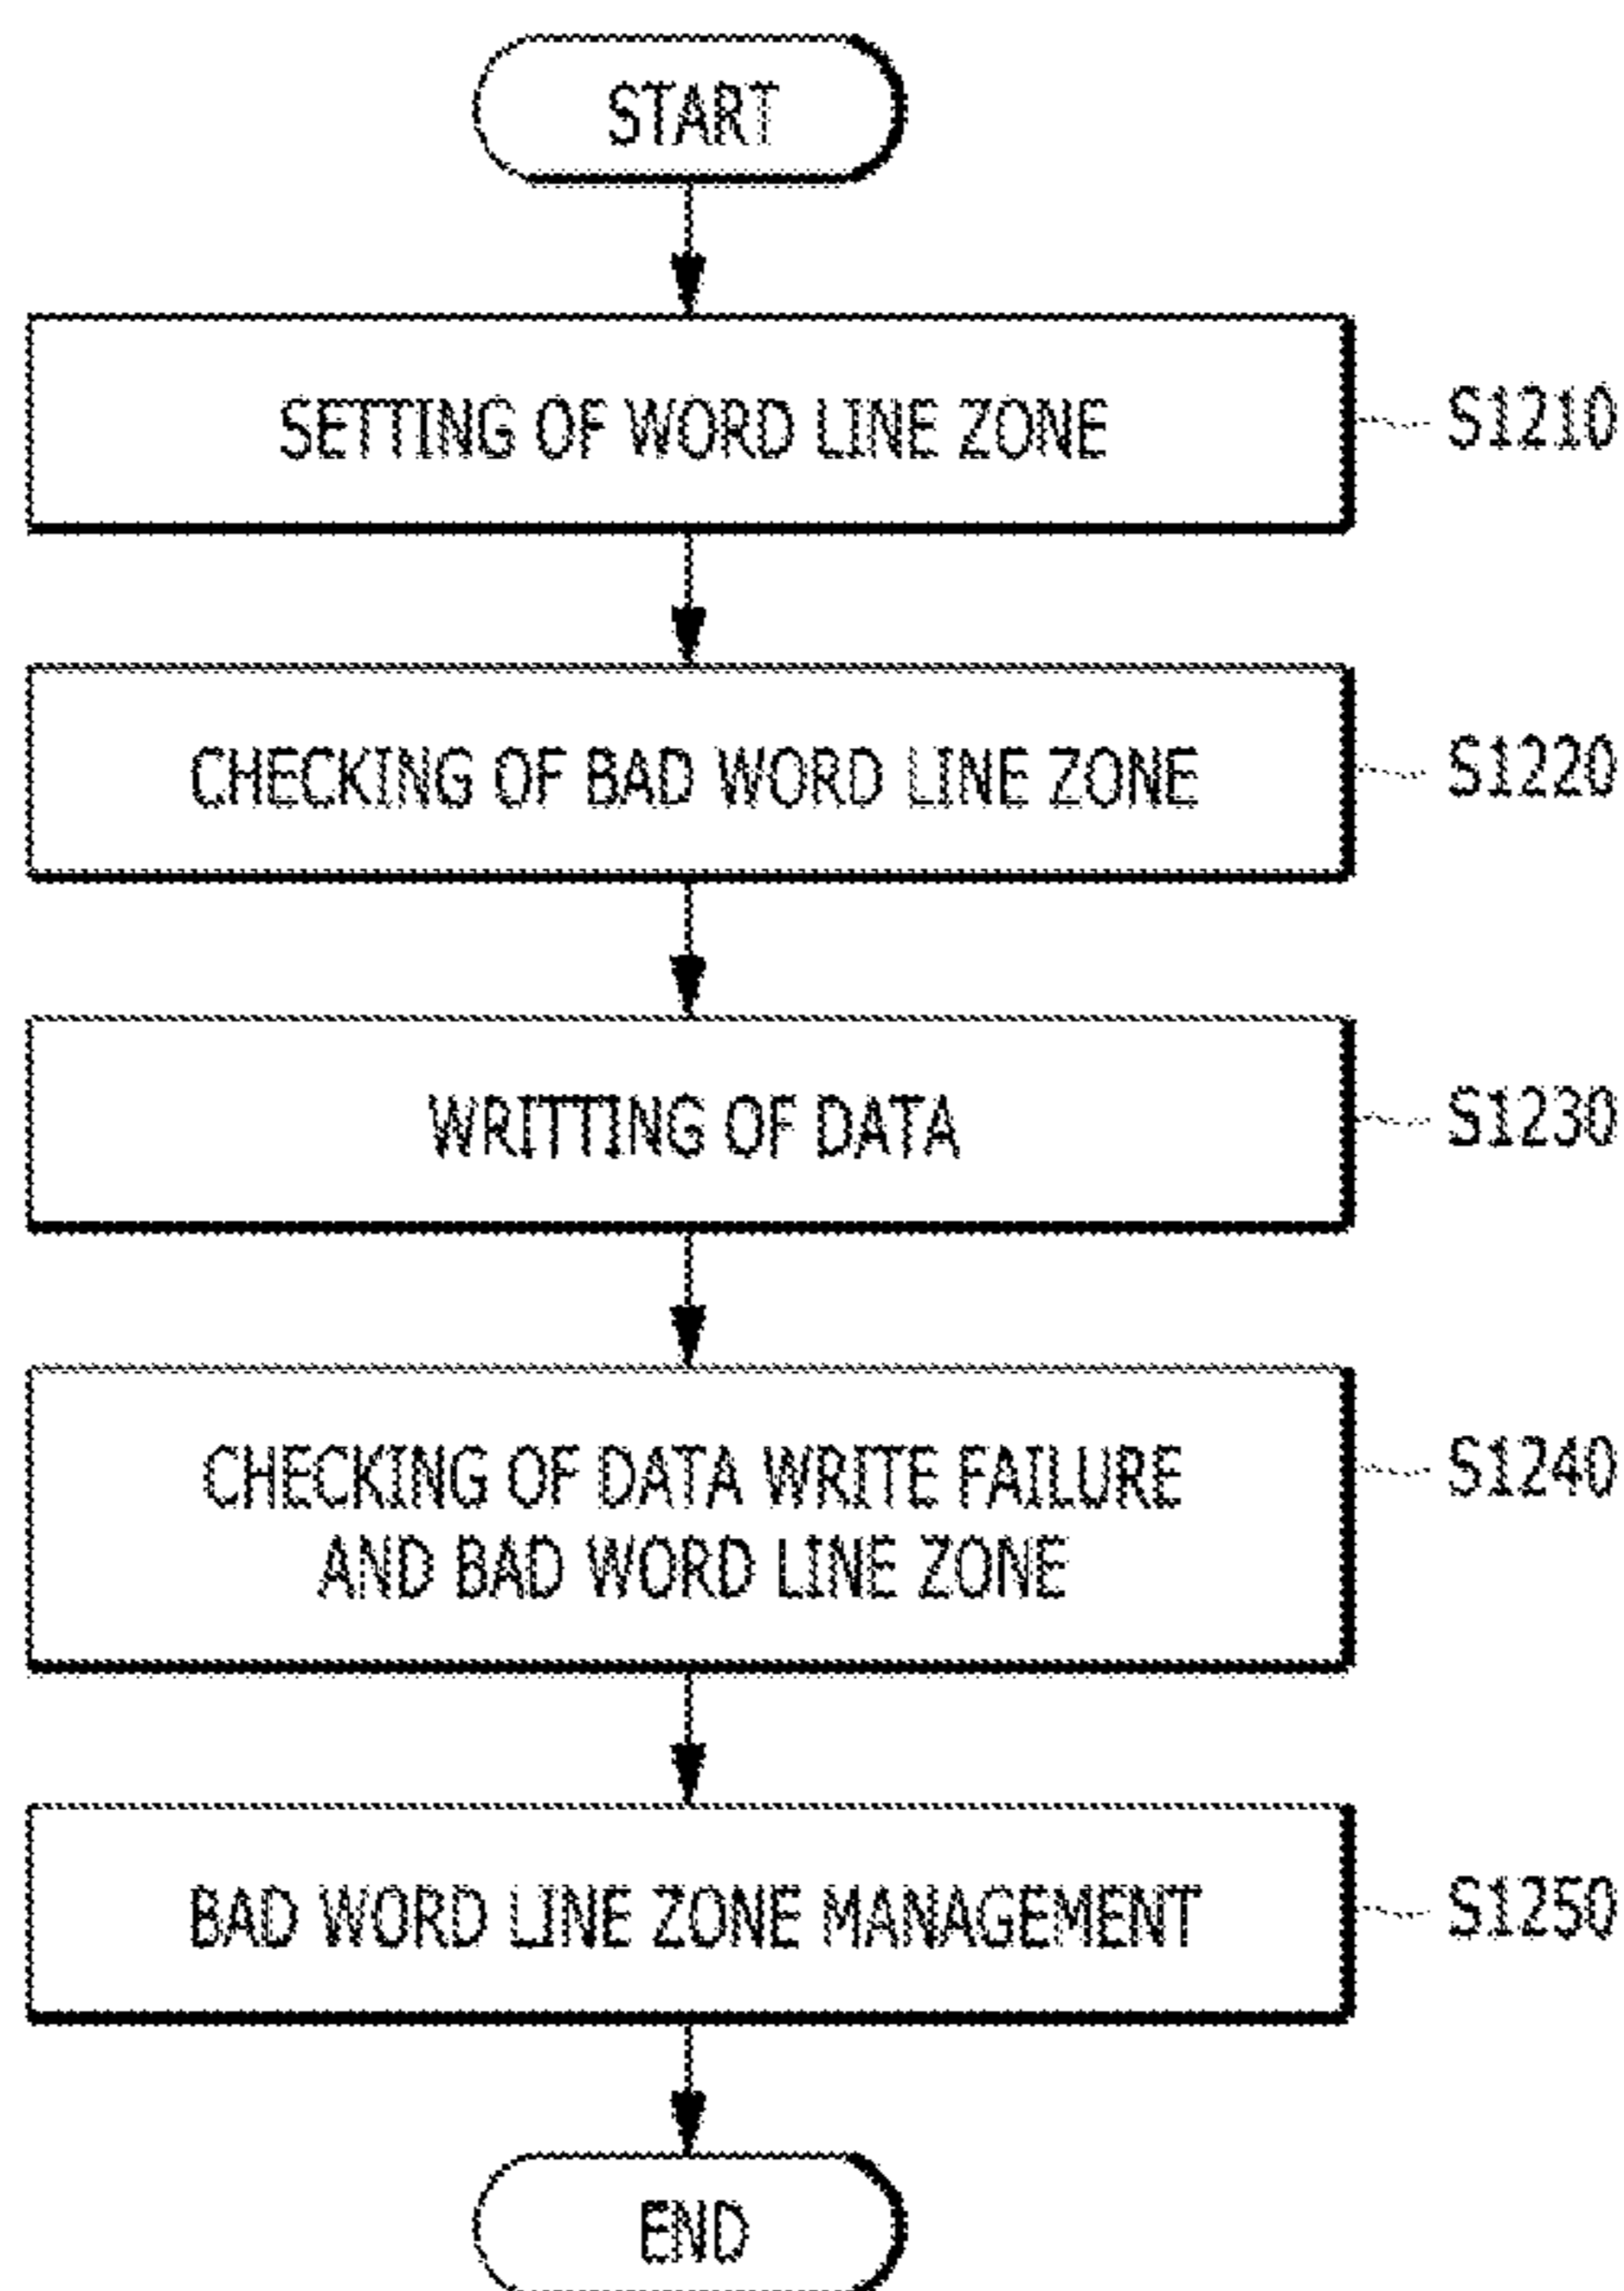 START
SETTING OF WORD LINE ZONE
S1210
CHECKING OF BAD WORD LINE ZONE
S1220
WRITTING OF DATA
S1230
CHECKING OF DATA WRITE FAILURE
AND BAD WORD LINE ZONE
S1240
BAD WORD LINE ZONE MANAGEMENT
S1250
END